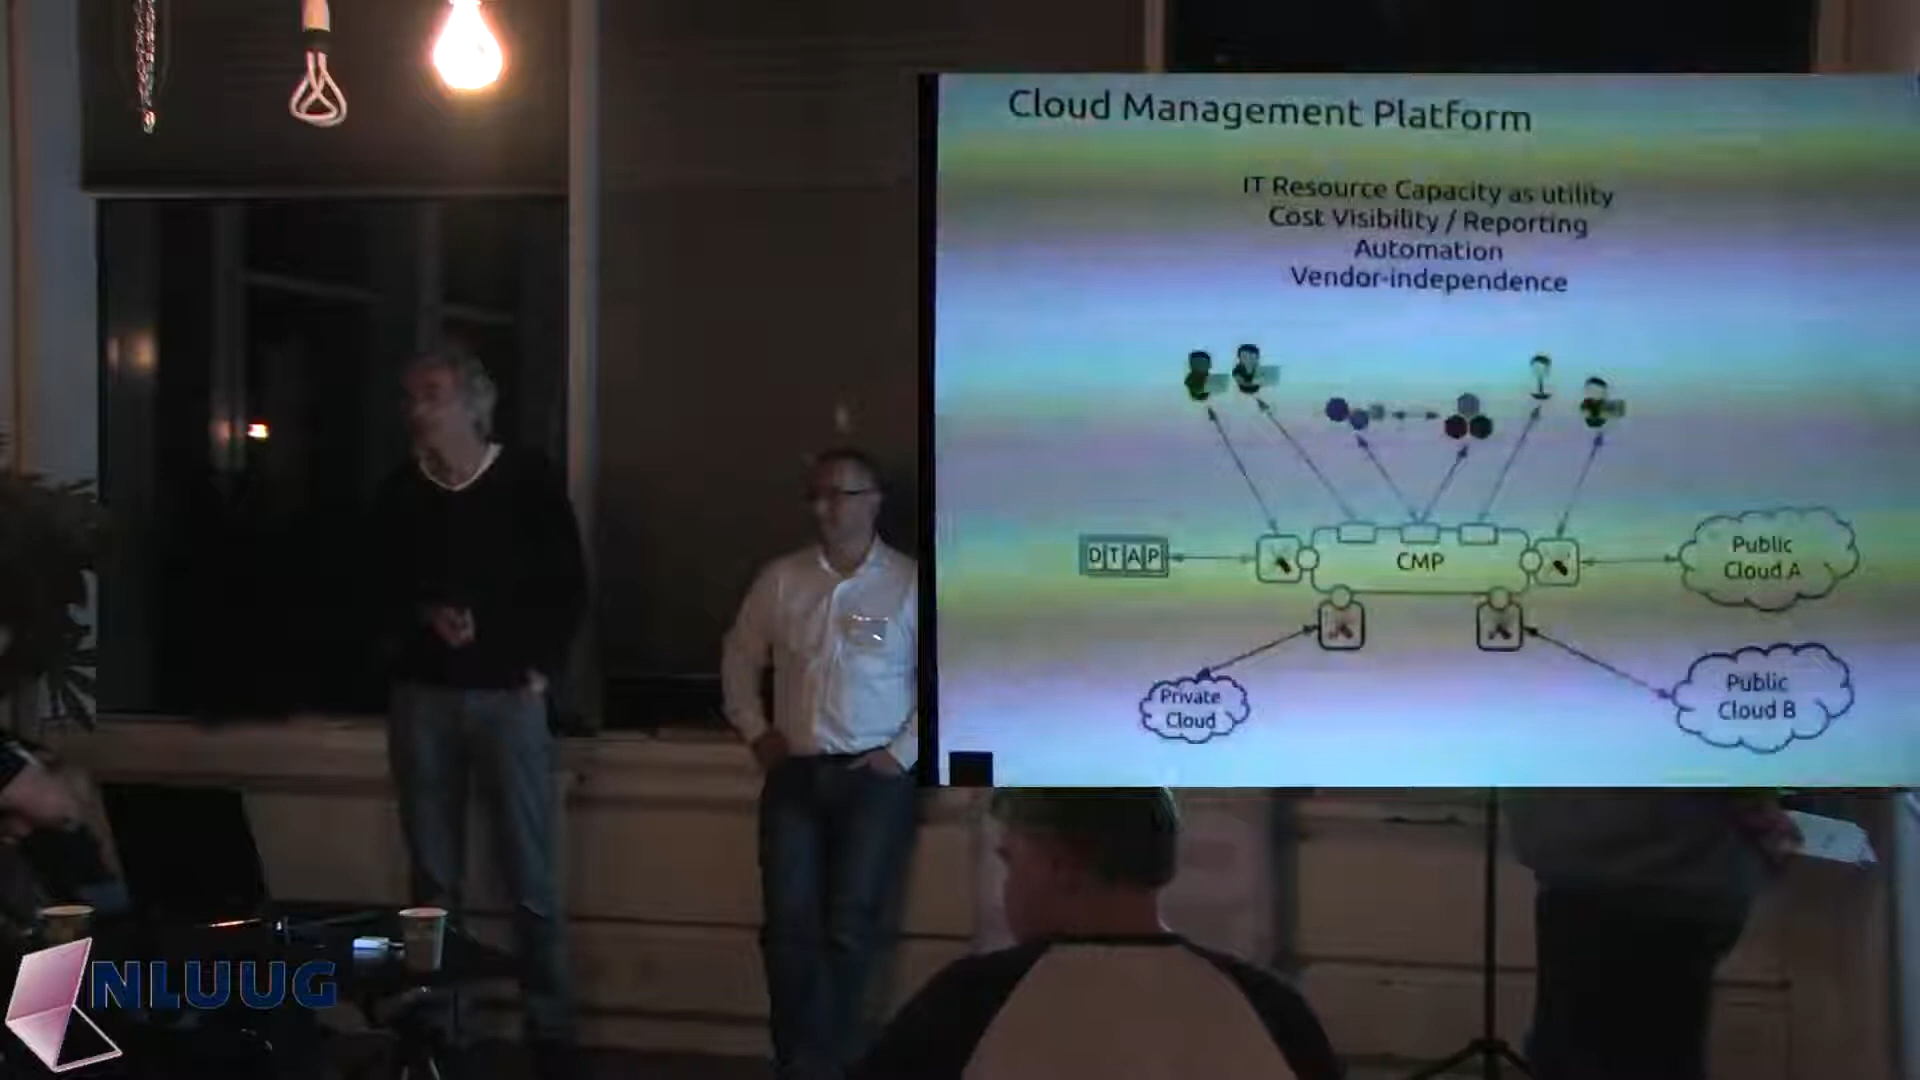 Cloud Management Platform
IT Resource Capacity as utility
Cost Visibility / Reporting
Automation
Vendor-independence
D T A P
CMP
Public
Cloud A
Private
Cloud
Public
Cloud B
NLUUG